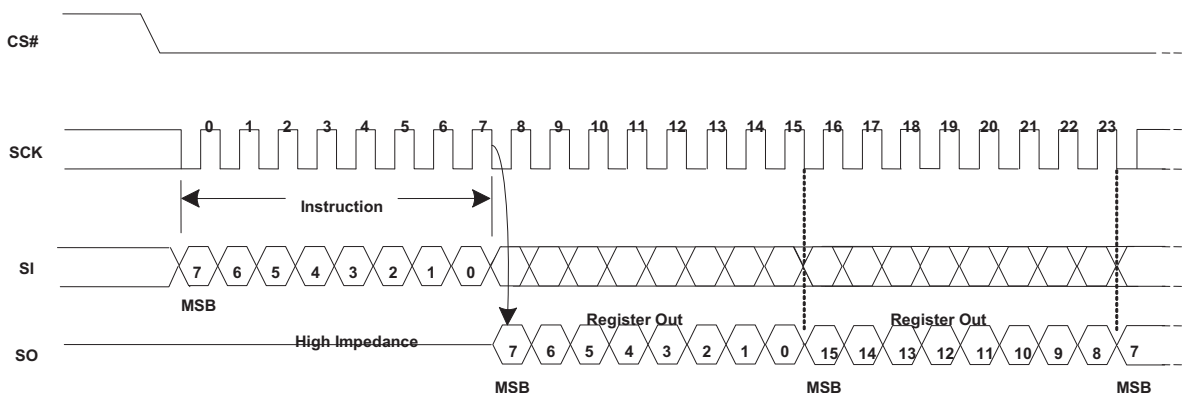 CS#
0 1 2 3 4 5 6 7 8 9 10 11 12 13 14 15 16 17 18 19 20 21 22 23
SCK
Instruction
SI
7 6 5 4 3 2 1 0
MSB
Register Out Register Out
High Impedance
SO
7 6 5 4 3 2 1 0 15 14 13 12 11 10 9 8 7
MSB MSB MSB